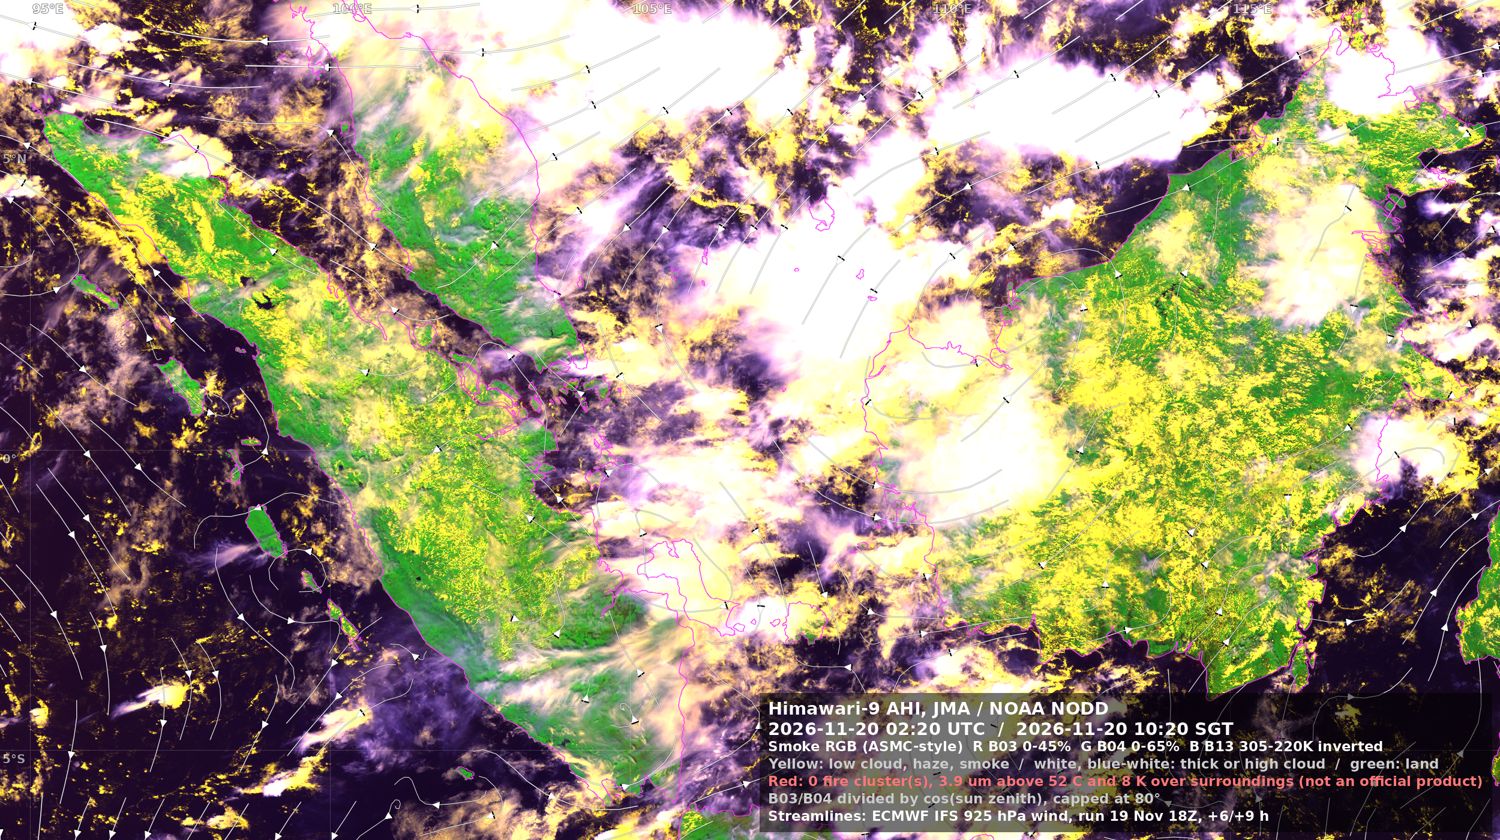 95°E 100°E 105°E 110°E 115°E
5°N
0°
5°S
Himawari-9 AHI, JMA / NOAA NODD
2026-11-20 02:20 UTC / 2026-11-20 10:20 SGT
Smoke RGB (ASMC-style) R B03 0-45% G B04 0-65% B B13 305-220K inverted
Yellow: low cloud, haze, smoke / white, blue-white: thick or high cloud / green: land
Red: 0 fire cluster(s), 3.9 um above 52 C and 8 K over surroundings (not an official product)
B03/B04 divided by cos(sun zenith), capped at 80°
Streamlines: ECMWF IFS 925 hPa wind, run 19 Nov 18Z, +6/+9 h